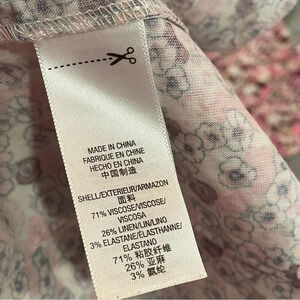 MADE IN CHINA
FABRIQUE EN CHINE
HECHO EN CHINA
中国制造
SHELL/EXTERIEUR/ARMAZON
面料
71% VISCOSE/VISCOSE/
VISCOSA
26% LINEN/LIN/LINO
3% ELASTANE/ÉLASTHANNE/
ELASTANO
71% 粘胶纤维
26% 亚麻
3% 氨纶